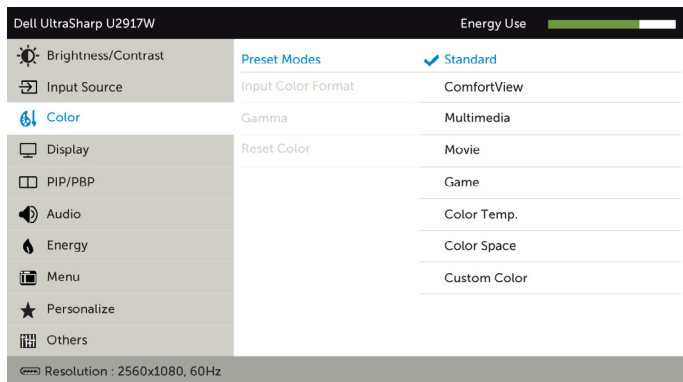 Dell UltraSharp U2917W Energy Use
Brightness/Contrast Preset Modes Standard
Input Source Input Color Format ComfortView
Color Gamma Multimedia
Display Reset Color Movie
PIP/PBP Game
Audio Color Temp.
Energy Color Space
Menu Custom Color
Personalize
Others
Resolution : 2560x1080, 60Hz